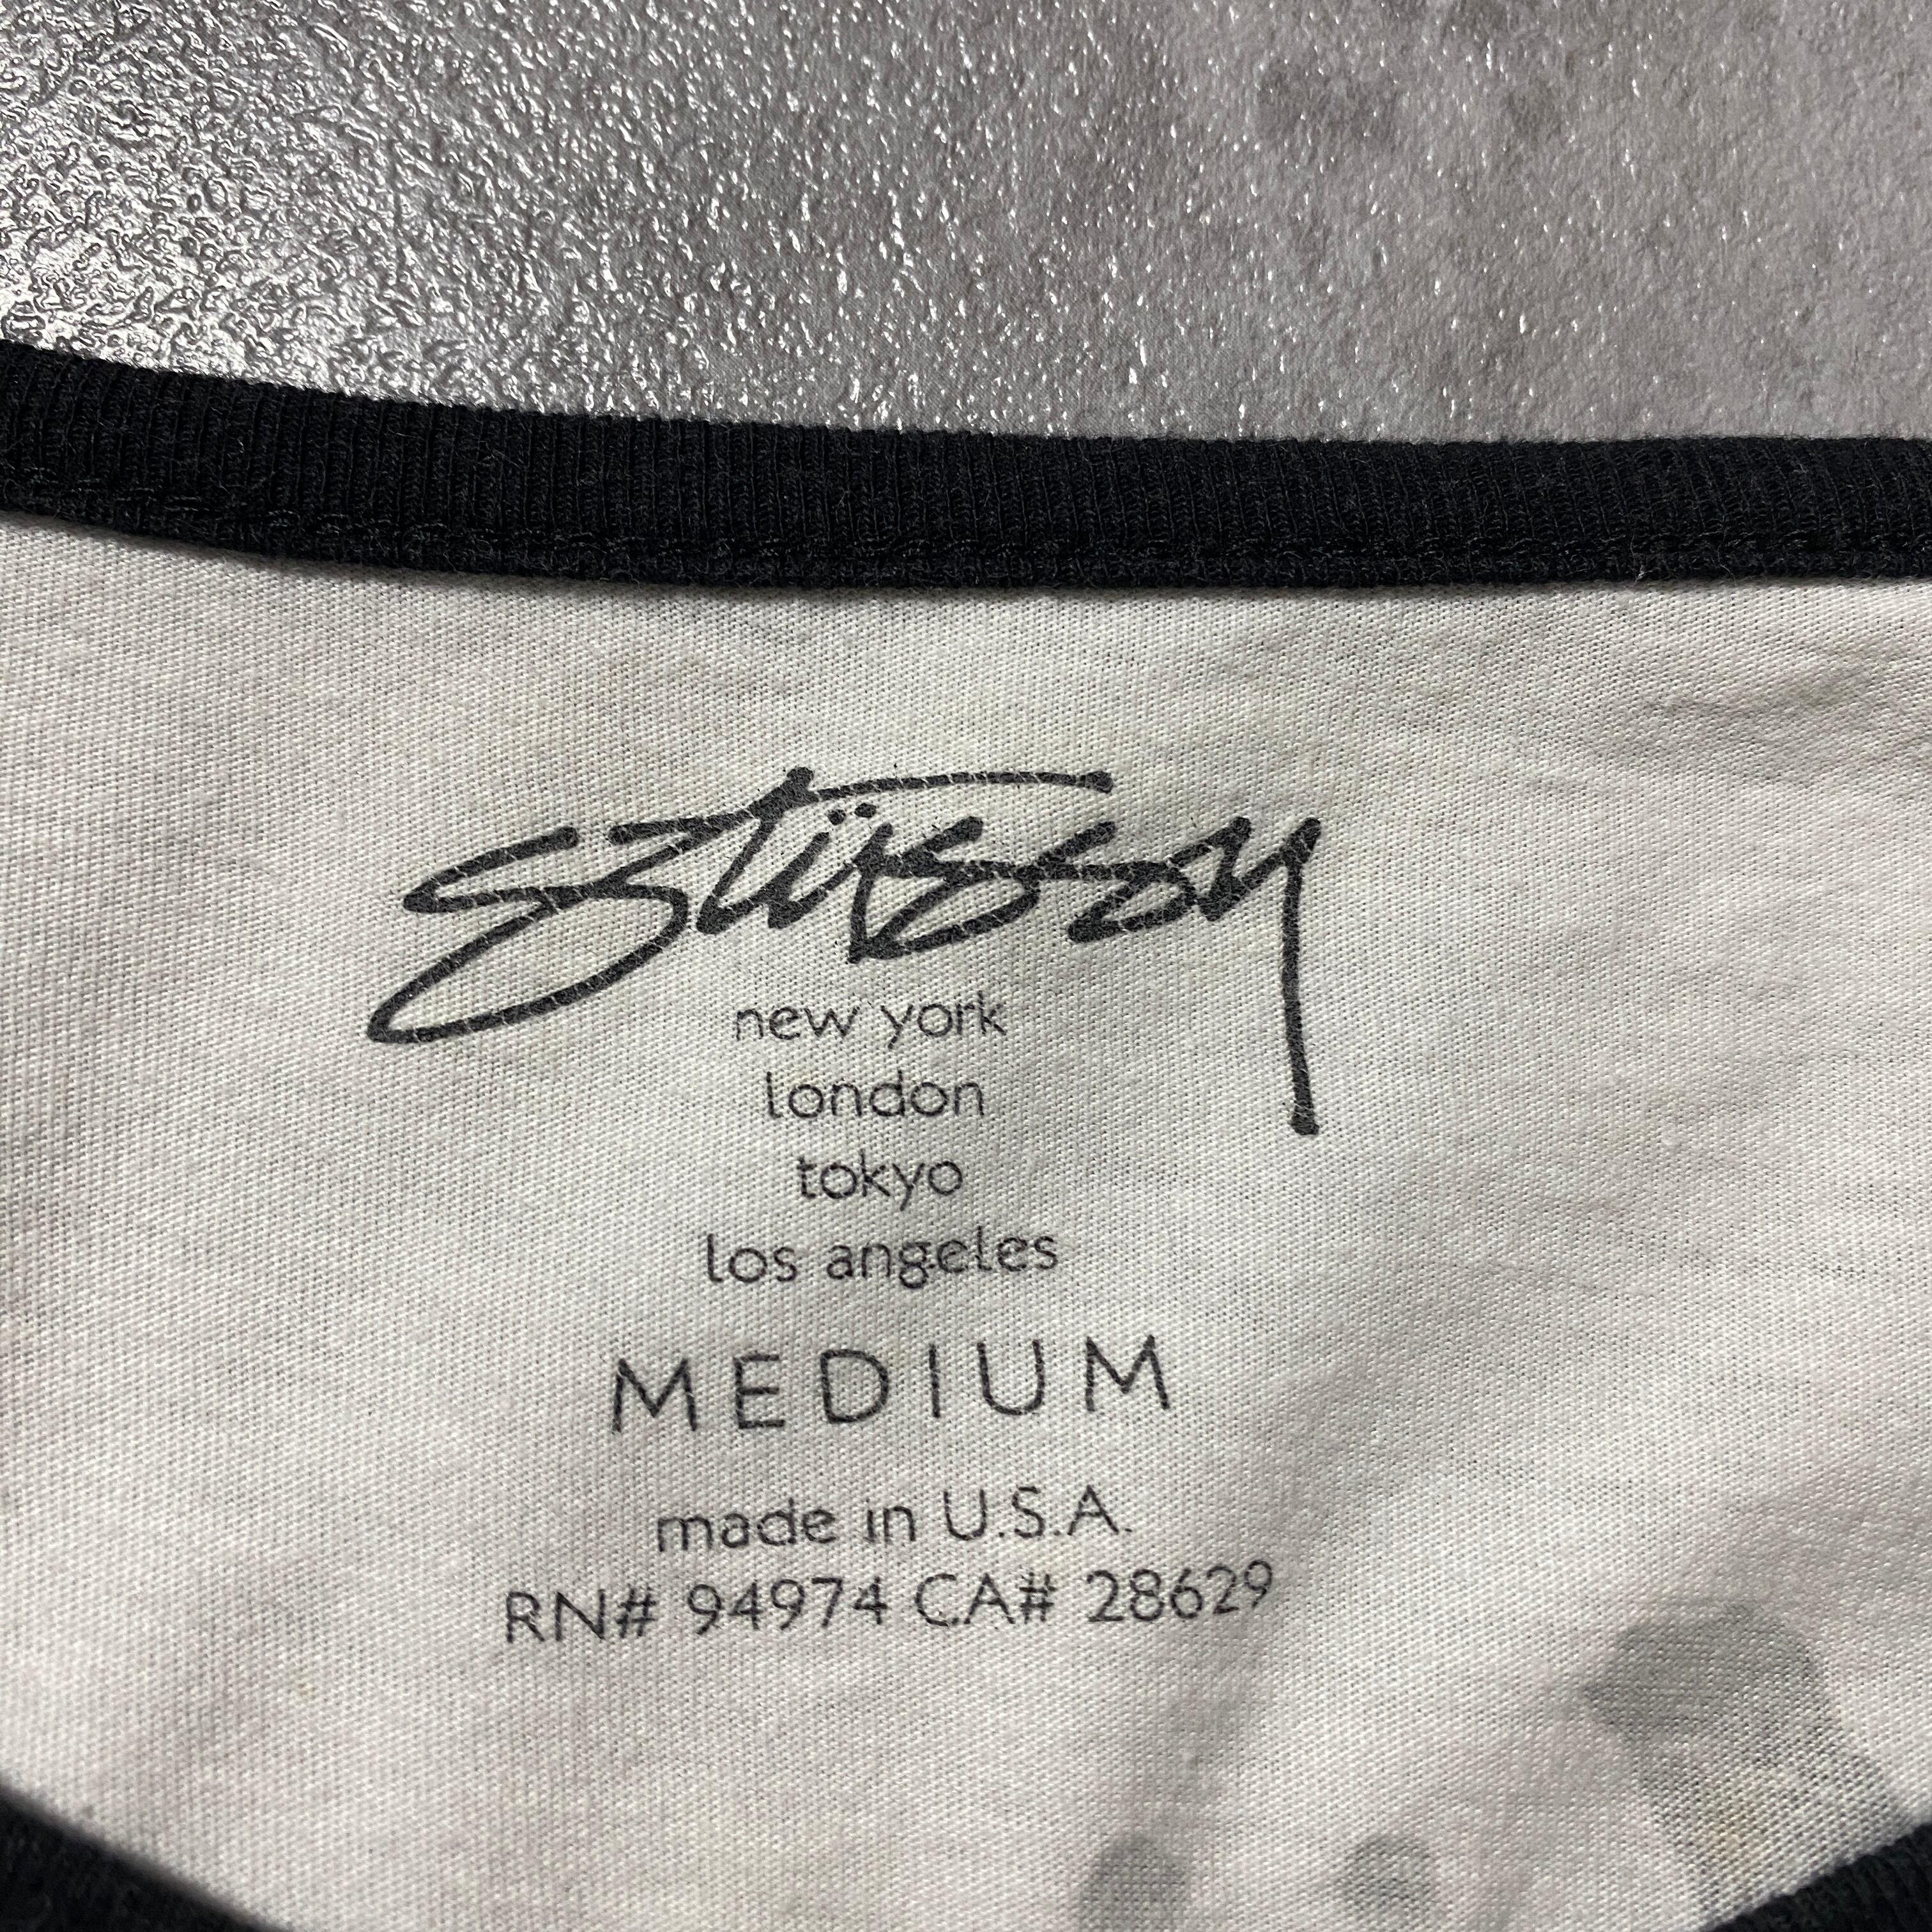 stüssy
new york
london
tokyo
los angeles
MEDIUM
made in U.S.A.
RN# 94974 CA# 28629